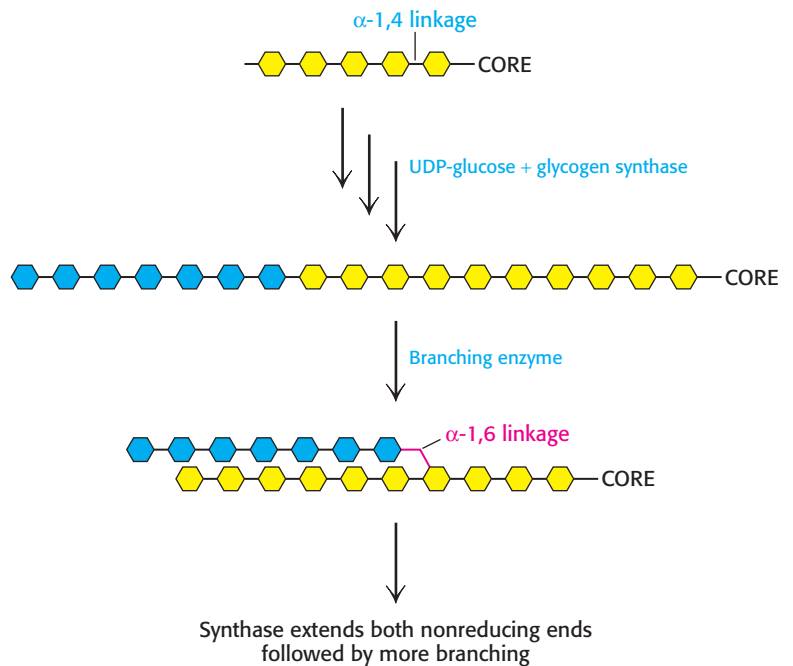 α-1,4 linkage
CORE
UDP-glucose + glycogen synthase
CORE
Branching enzyme
α-1,6 linkage
CORE
Synthase extends both nonreducing ends
followed by more branching